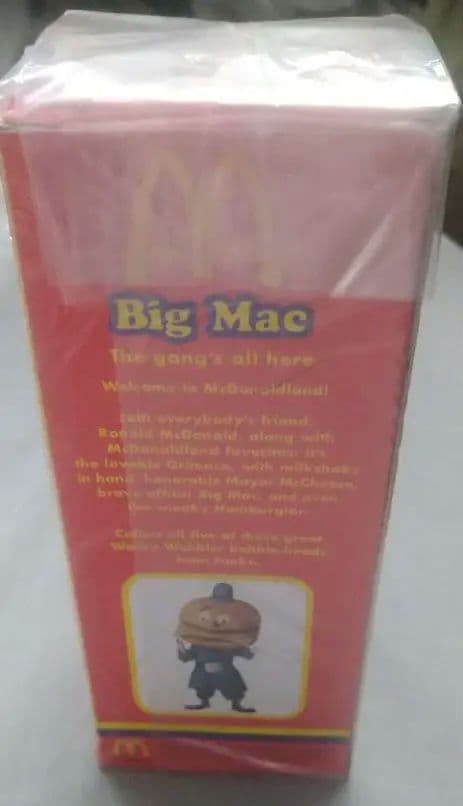 Big Mac
The gang's all here
Welcome to McDonaldland!
Join everybody's friend,
Ronald McDonald, along with
McDonaldland favorites: it's
the lovable Grimace, with milkshake
in hand, honorable Mayor McCheese,
brave officer Big Mac, and even
the sneaky Hamburglar.
Collect all five of these great
Wacky Wobbler bobble-heads
from Funko.